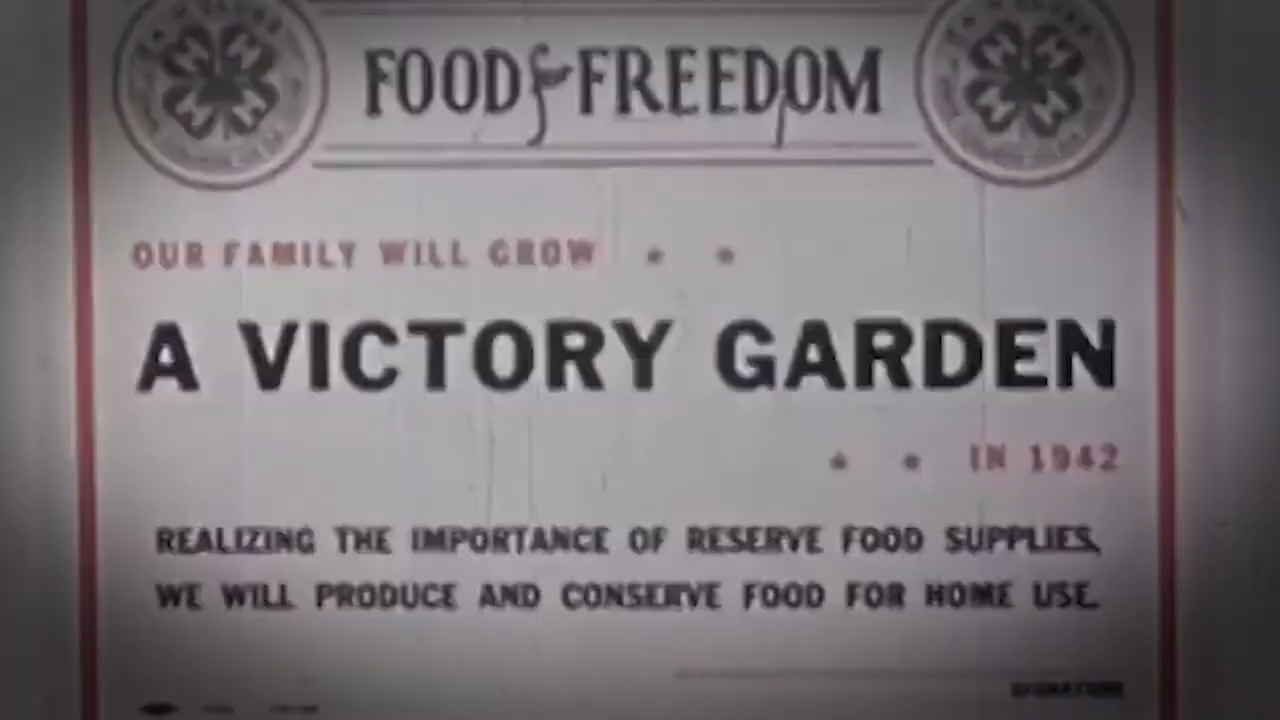 FOOD for FREEDOM
OUR FAMILY WILL GROW
A VICTORY GARDEN
IN 1942
REALIZING THE IMPORTANCE OF RESERVE FOOD SUPPLIES,
WE WILL PRODUCE AND CONSERVE FOOD FOR HOME USE.
SIGNATURE